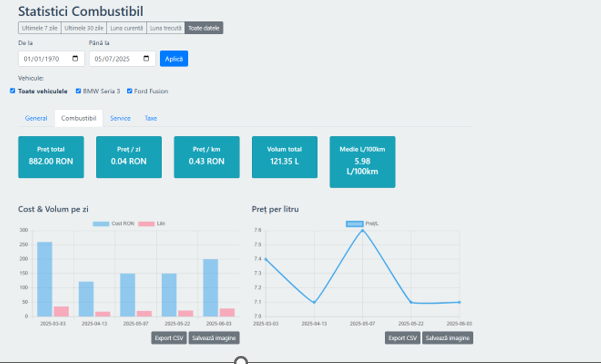 Statistici Combustibil
Ultimele 7 zile Ultimele 30 zile Luna curentă Luna trecută Toate datele
De la Până la
01/01/1970 05/07/2025 Aplică
Vehicule:
Toate vehiculele BMW Seria 3 Ford Fusion
General Combustibil Service Taxe
Preț total Preț / zi Preț / km Volum total Medie L/100km
882.00 RON 0.04 RON 0.43 RON 121.35 L 5.98
L/100km
Cost & Volum pe zi Preț per litru
Cost RON Litri Preț/L
300
250
200
150
100
50
0
2025-03-03 2025-04-13 2025-05-07 2025-05-22 2025-06-03
7.6
7.5
7.4
7.3
7.2
7.1
7.0
2025-03-03 2025-04-13 2025-05-07 2025-05-22 2025-06-03
Export CSV Salvează imagine Export CSV Salvează imagine